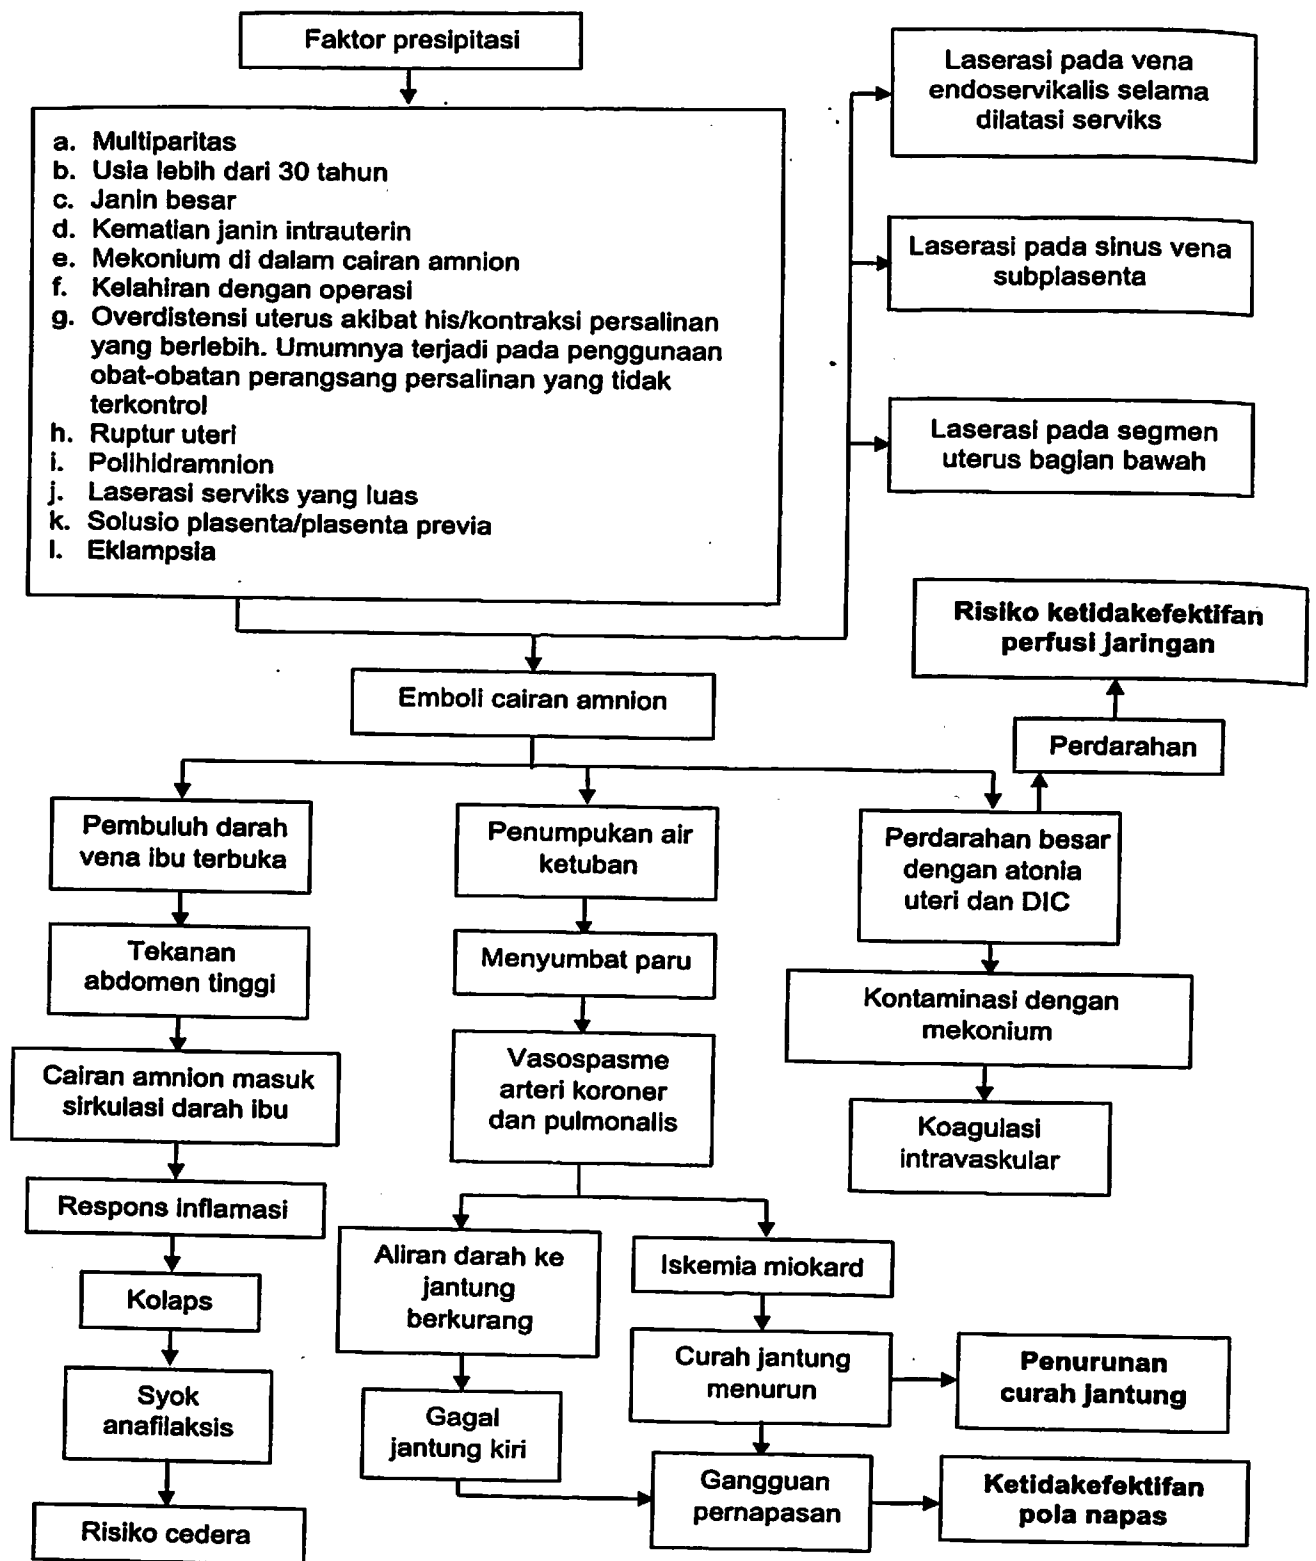 Faktor presipitasi
a. Multiparitas
b. Usia lebih dari 30 tahun
c. Janin besar
d. Kematian janin intrauterin
e. Mekonium di dalam cairan amnion
f. Kelahiran dengan operasi
g. Overdistensi uterus akibat his/kontraksi persalinan
yang berlebih. Umumnya terjadi pada penggunaan
obat-obatan perangsang persalinan yang tidak
terkontrol
h. Ruptur uteri
i. Polihidramnion
j. Laserasi serviks yang luas
k. Solusio plasenta/plasenta previa
l. Eklampsia
Laserasi pada vena
endoservikalis selama
dilatasi serviks
Laserasi pada sinus vena
subplasenta
Laserasi pada segmen
uterus bagian bawah
Risiko ketidakefektifan
perfusi jaringan
Perdarahan
Emboli cairan amnion
Pembuluh darah
vena ibu terbuka
Tekanan
abdomen tinggi
Cairan amnion masuk
sirkulasi darah ibu
Respons inflamasi
Kolaps
Syok
anafilaksis
Risiko cedera
Penumpukan air
ketuban
Menyumbat paru
Vasospasme
arteri koroner
dan pulmonalis
Aliran darah ke
jantung
berkurang
Gagal
jantung kiri
Iskemia miokard
Curah jantung
menurun
Gangguan
pernapasan
Penurunan
curah jantung
Ketidakefektifan
pola napas
Perdarahan besar
dengan atonia
uteri dan DIC
Kontaminasi dengan
mekonium
Koagulasi
intravaskular